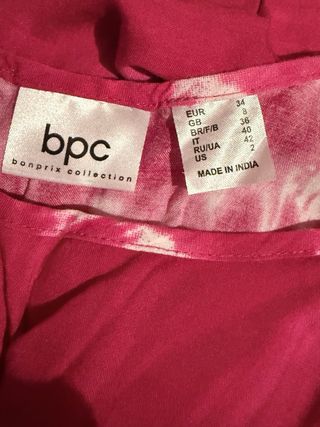 bpc
bonprix collection
EUR 34
GB 8
BR/F/B 36
IT 40
RU/UA 42
US 2
MADE IN INDIA